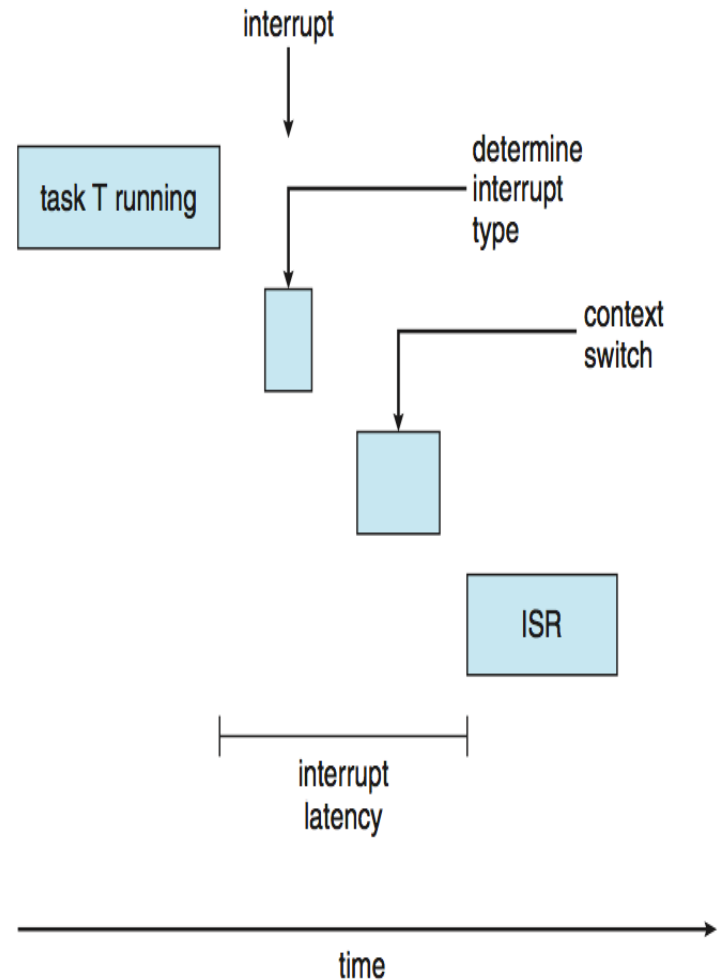 interrupt
task T running
determine
interrupt
type
context
switch
ISR
interrupt
latency
time